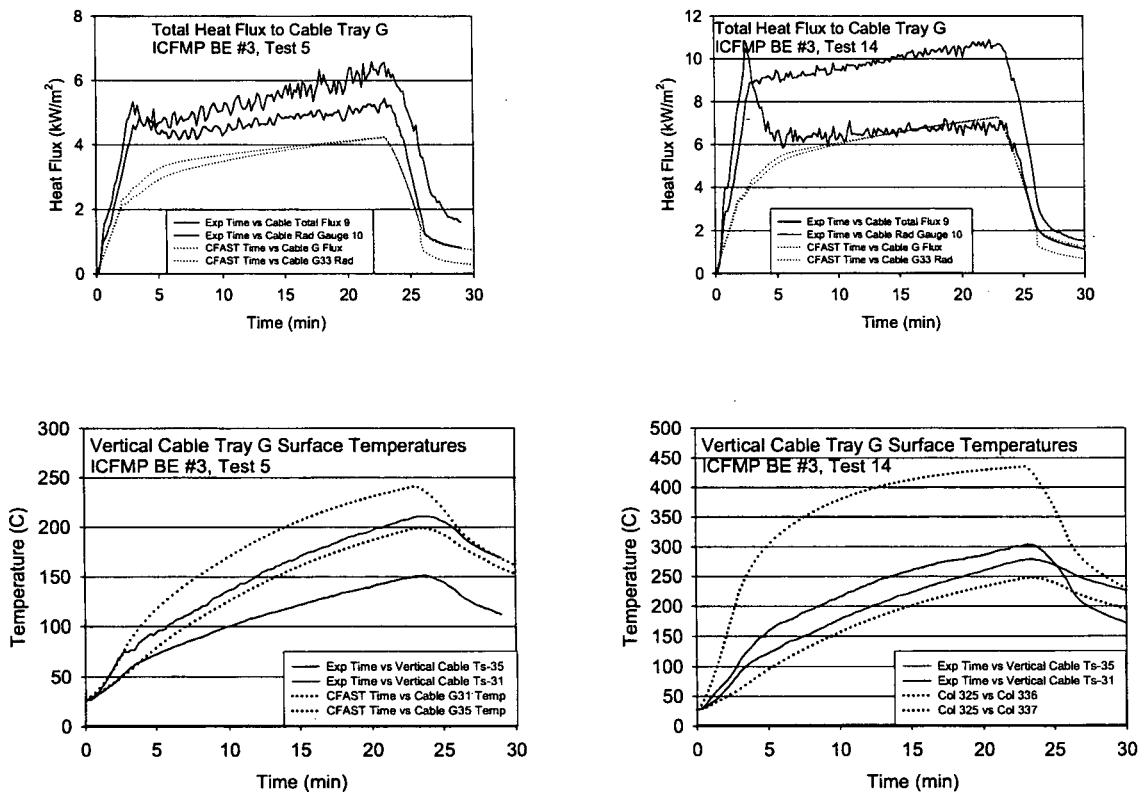 Total Heat Flux to Cable Tray G
ICFMP BE #3, Test 5
Heat Flux (kW/m²)
8
6
4
2
0
Exp Time vs Cable Total Flux 9
Exp Time vs Cable Rad Gauge 10
CFAST Time vs Cable G Flux
CFAST Time vs Cable G33 Rad
0 5 10 15 20 25 30
Time (min)
Total Heat Flux to Cable Tray G
ICFMP BE #3, Test 14
Heat Flux (kW/m²)
12
10
8
6
4
2
0
Exp Time vs Cable Total Flux 9
Exp Time vs Cable Rad Gauge 10
CFAST Time vs Cable G Flux
CFAST Time vs Cable G33 Rad
0 5 10 15 20 25 30
Time (min)
Vertical Cable Tray G Surface Temperatures
ICFMP BE #3, Test 5
Temperature (C)
300
250
200
150
100
50
0
Exp Time vs Vertical Cable Ts-35
Exp Time vs Vertical Cable Ts-31
CFAST Time vs Cable G31 Temp
CFAST Time vs Cable G35 Temp
0 5 10 15 20 25 30
Time (min)
Vertical Cable Tray G Surface Temperatures
ICFMP BE #3, Test 14
Temperature (C)
500
450
400
350
300
250
200
150
100
50
0
Exp Time vs Vertical Cable Ts-35
Exp Time vs Vertical Cable Ts-31
Col 325 vs Col 336
Col 325 vs Col 337
0 5 10 15 20 25 30
Time (min)